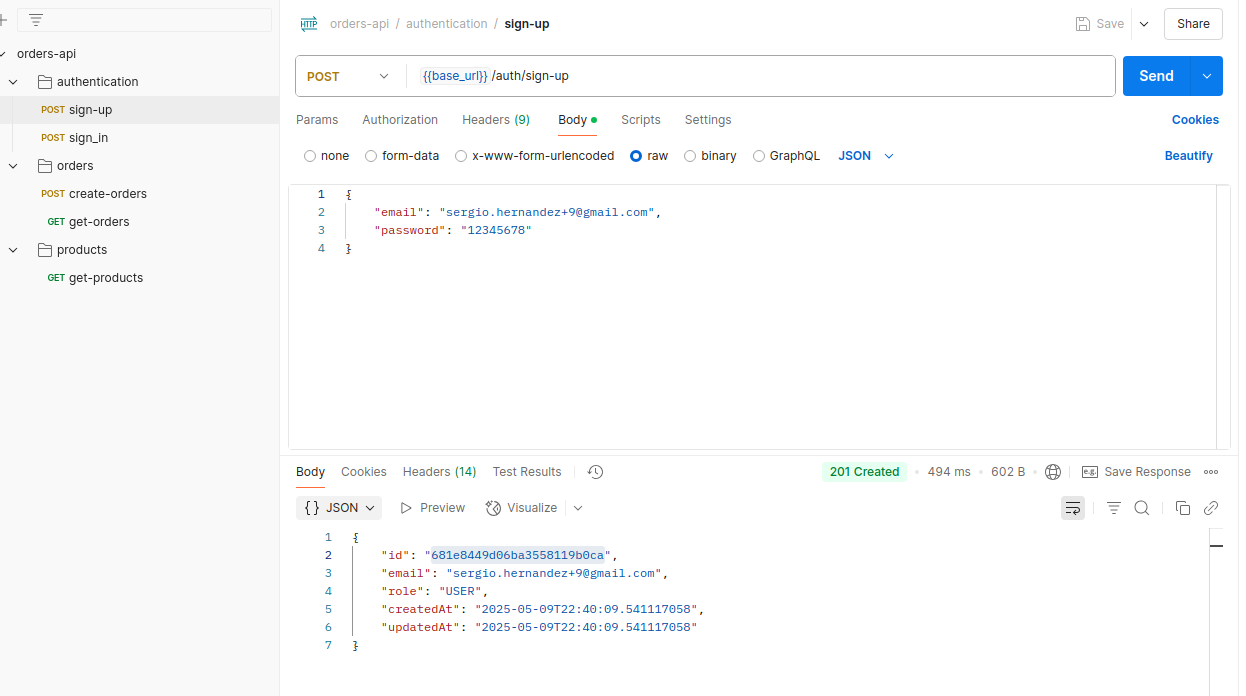 HTTP orders-api / authentication / sign-up Save Share
orders-api
authentication
POST sign-up
POST sign_in
orders
POST create-orders
GET get-orders
products
GET get-products
POST {{base_url}} /auth/sign-up Send
Params Authorization Headers (9) Body Scripts Settings Cookies
none form-data x-www-form-urlencoded raw binary GraphQL JSON Beautify
1 {
2 "email": "sergio.hernandez+9@gmail.com",
3 "password": "12345678"
4 }
Body Cookies Headers (14) Test Results 201 Created • 494 ms • 602 B • e.g. Save Response
{} JSON Preview Visualize
1 {
2 "id": "681e8449d06ba3558119b0ca",
3 "email": "sergio.hernandez+9@gmail.com",
4 "role": "USER",
5 "createdAt": "2025-05-09T22:40:09.541117058",
6 "updatedAt": "2025-05-09T22:40:09.541117058"
7 }